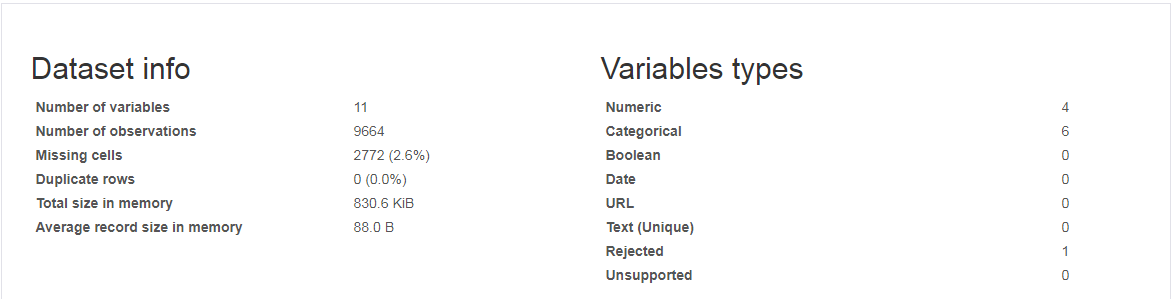 Dataset info
Number of variables 11
Number of observations 9664
Missing cells 2772 (2.6%)
Duplicate rows 0 (0.0%)
Total size in memory 830.6 KiB
Average record size in memory 88.0 B
Variables types
Numeric 4
Categorical 6
Boolean 0
Date 0
URL 0
Text (Unique) 0
Rejected 1
Unsupported 0